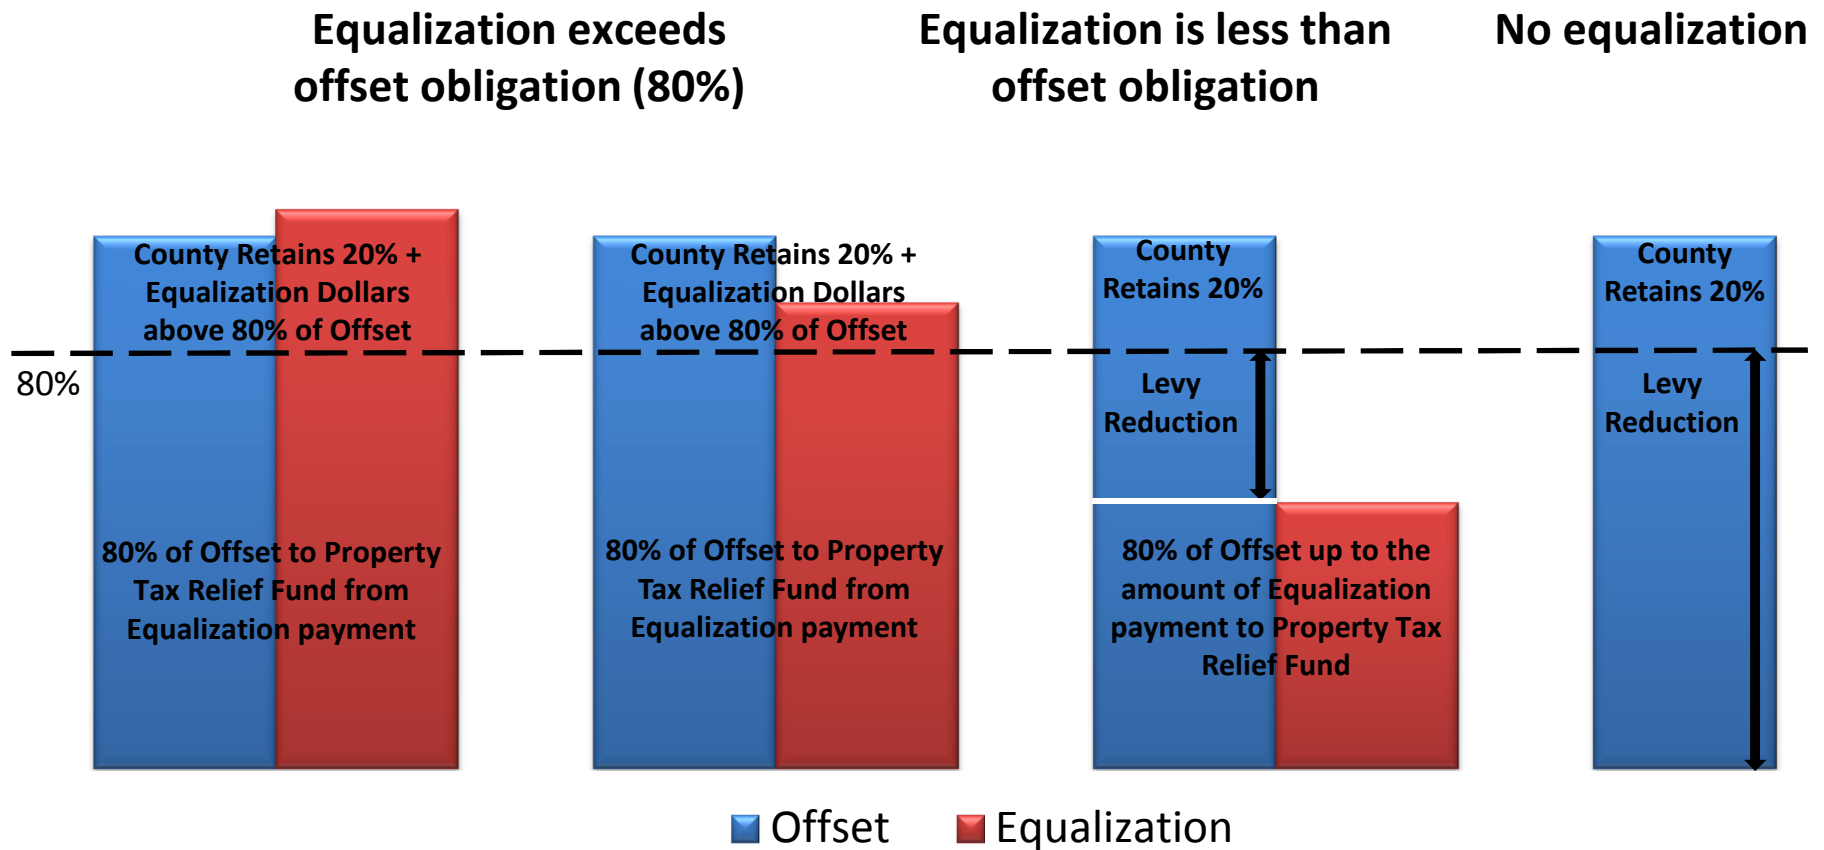 Equalization exceeds
offset obligation (80%)
Equalization is less than
offset obligation
No equalization
County Retains 20% +
Equalization Dollars
above 80% of Offset
County Retains 20% +
Equalization Dollars
above 80% of Offset
County
Retains 20%
County
Retains 20%
80%
Levy
Reduction
Levy
Reduction
80% of Offset to Property
Tax Relief Fund from
Equalization payment
80% of Offset to Property
Tax Relief Fund from
Equalization payment
80% of Offset up to the
amount of Equalization
payment to Property Tax
Relief Fund
Offset
Equalization